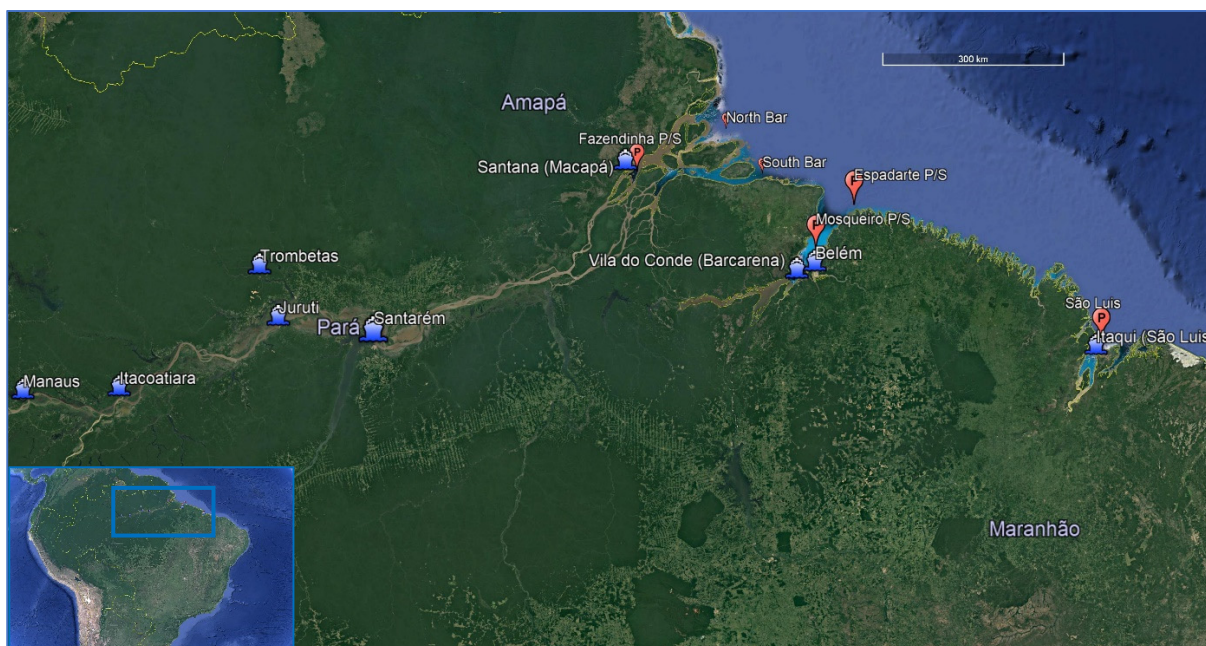 300 km
Amapá
North Bar
Fazendinha P/S
P
Santana (Macapá)
South Bar
Espadarte P/S
P
Mosqueiro P/S
P
Trombetas
Vila do Conde (Barcarena)
Belém
Juruti
Pará
Santarém
São Luis
P
Itaqui (São Luis
Manaus
Itacoatiara
Maranhão